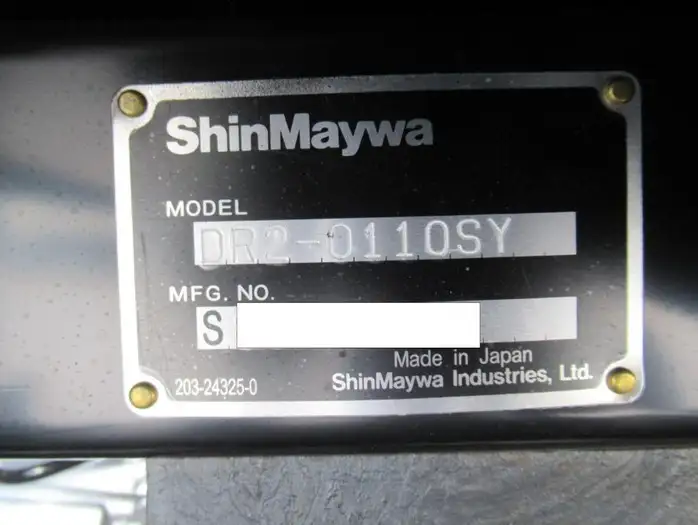 ShinMaywa
MODEL
DR2-0110SY
MFG. NO.
S
Made in Japan
203-24325-0
ShinMaywa Industries, Ltd.